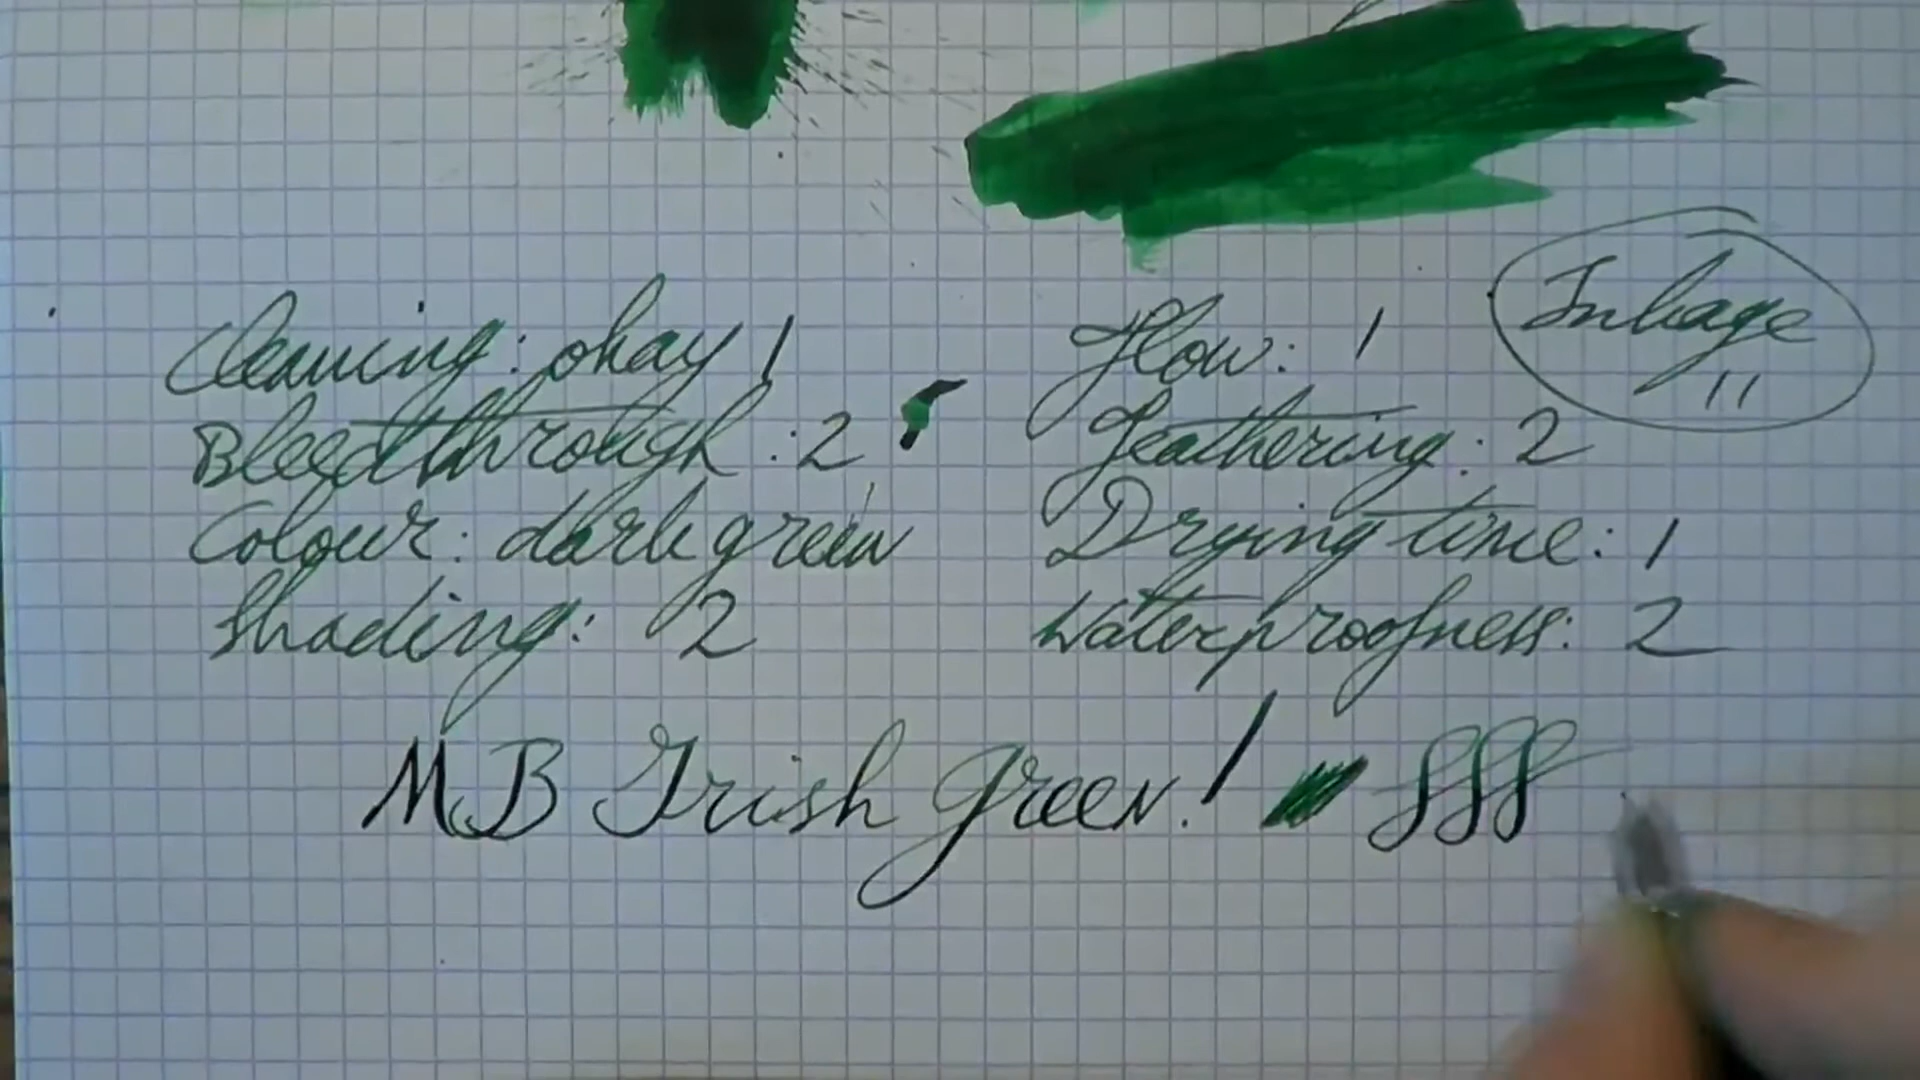 Cleaning: okay 1
Bleedthrough: 2
Colour: dark green
Shading: 2
Flow: 1
Feathering: 2
Drying time: 1
Waterproofness: 2
Inkage
11
MB Irish Green!